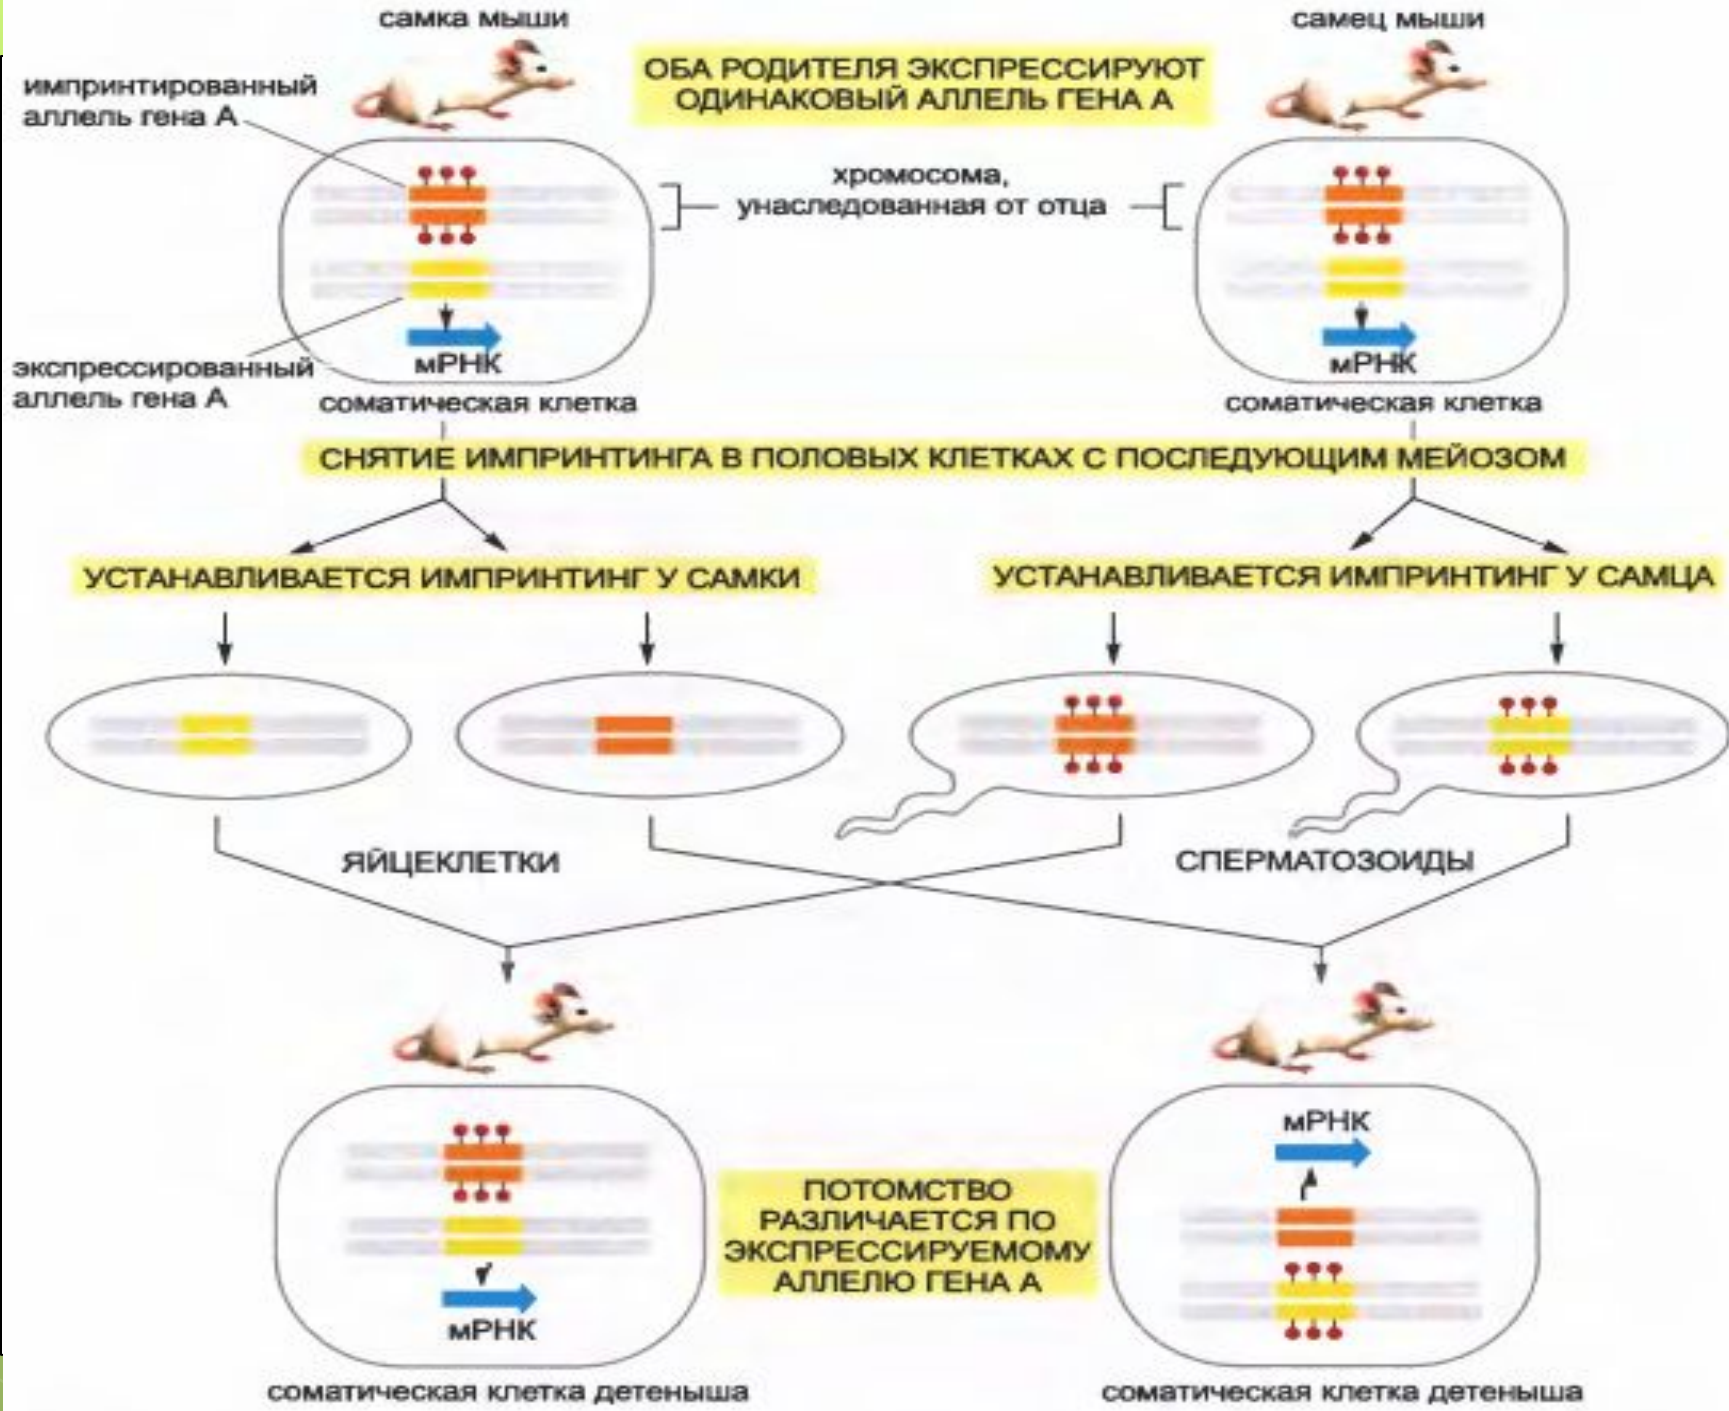 самка мыши
самец мыши
ОБА РОДИТЕЛЯ ЭКСПРЕССИРУЮТ
ОДИНАКОВЫЙ АЛЛЕЛЬ ГЕНА А
импринтированный
аллель гена А
хромосома,
унаследованная от отца
мРНК
мРНК
экспрессированный
аллель гена А
соматическая клетка
соматическая клетка
СНЯТИЕ ИМПРИНТИНГА В ПОЛОВЫХ КЛЕТКАХ С ПОСЛЕДУЮЩИМ МЕЙОЗОМ
УСТАНАВЛИВАЕТСЯ ИМПРИНТИНГ У САМКИ
УСТАНАВЛИВАЕТСЯ ИМПРИНТИНГ У САМЦА
ЯЙЦЕКЛЕТКИ
СПЕРМАТОЗОИДЫ
мРНК
ПОТОМСТВО
РАЗЛИЧАЕТСЯ ПО
ЭКСПРЕССИРУЕМОМУ
АЛЛЕЛЮ ГЕНА А
мРНК
соматическая клетка детеныша
соматическая клетка детеныша